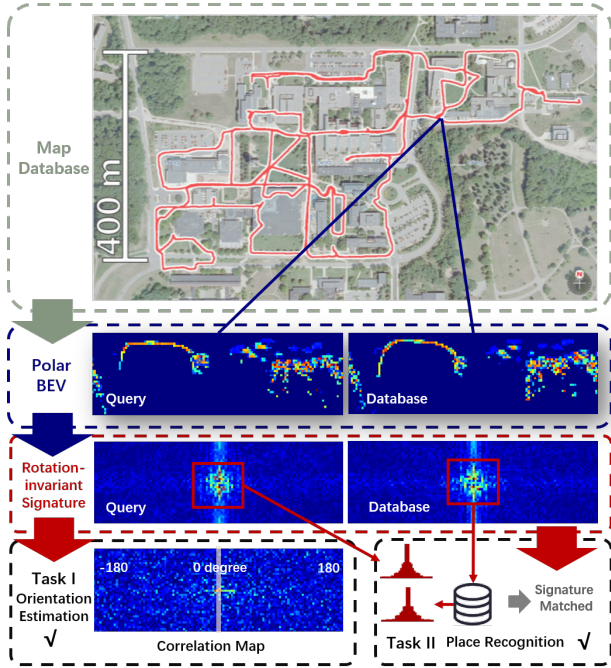 Map
Database
400 m
N
Polar
BEV
Query
Database
Rotation-
invariant
Signature
Query
Database
Task I
Orientation
Estimation
√
-180
0 degree
180
Correlation Map
Task II
Place Recognition
√
Signature
Matched